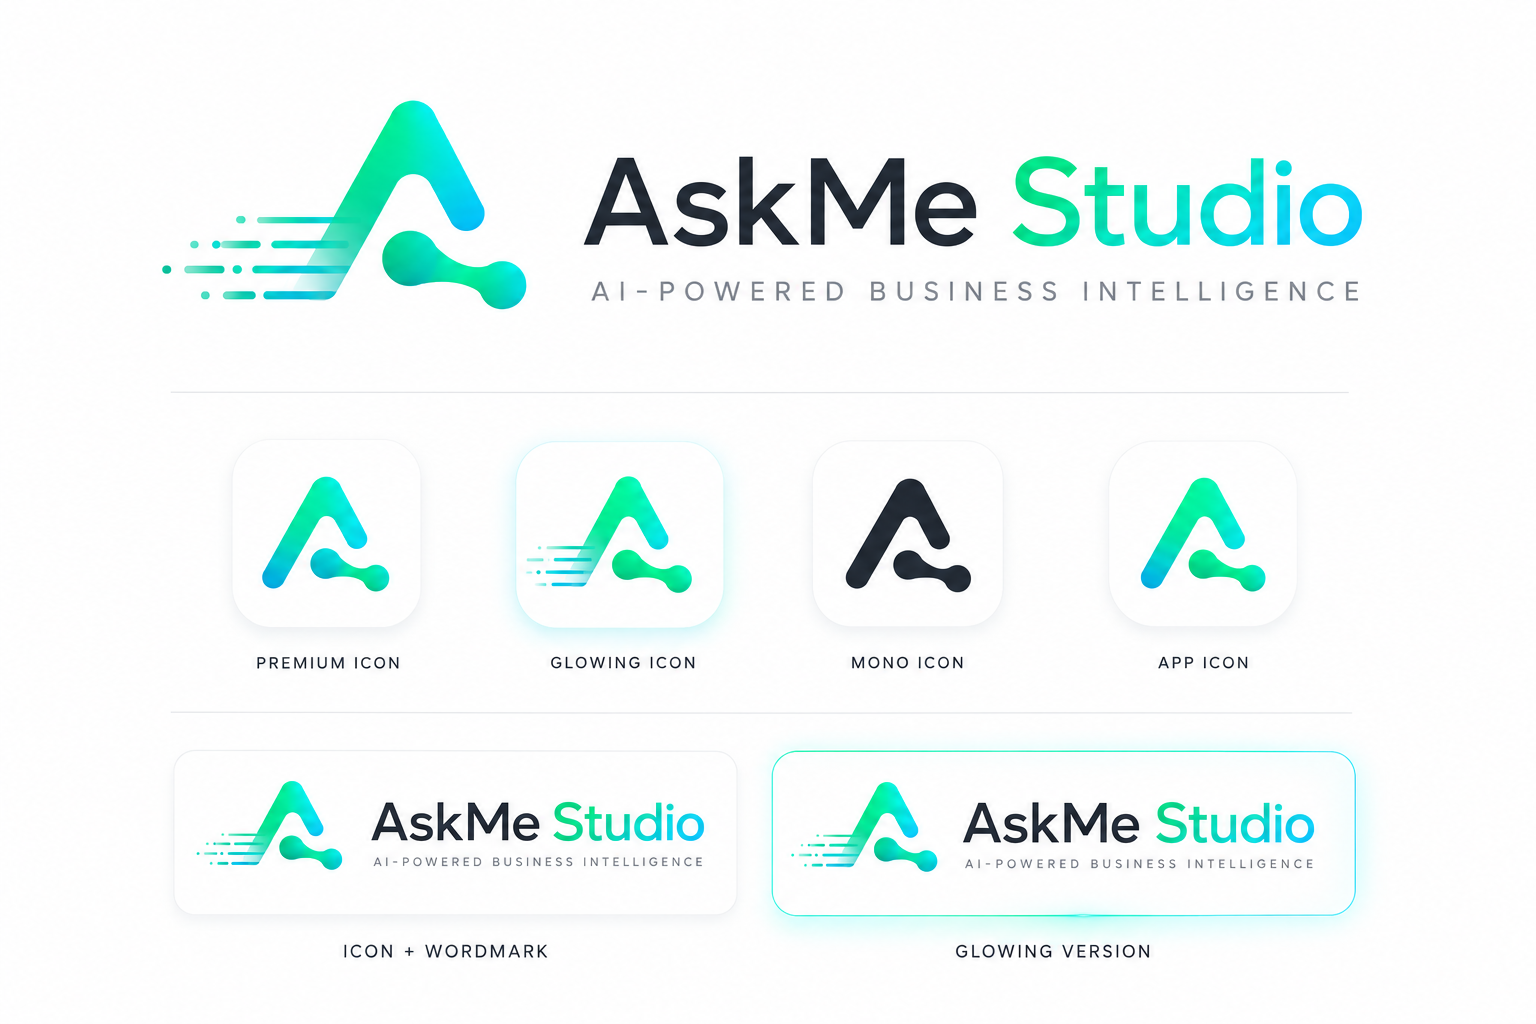 AskMe Studio
AI-POWERED BUSINESS INTELLIGENCE
PREMIUM ICON
GLOWING ICON
MONO ICON
APP ICON
AskMe Studio
AI-POWERED BUSINESS INTELLIGENCE
ICON + WORDMARK
AskMe Studio
AI-POWERED BUSINESS INTELLIGENCE
GLOWING VERSION